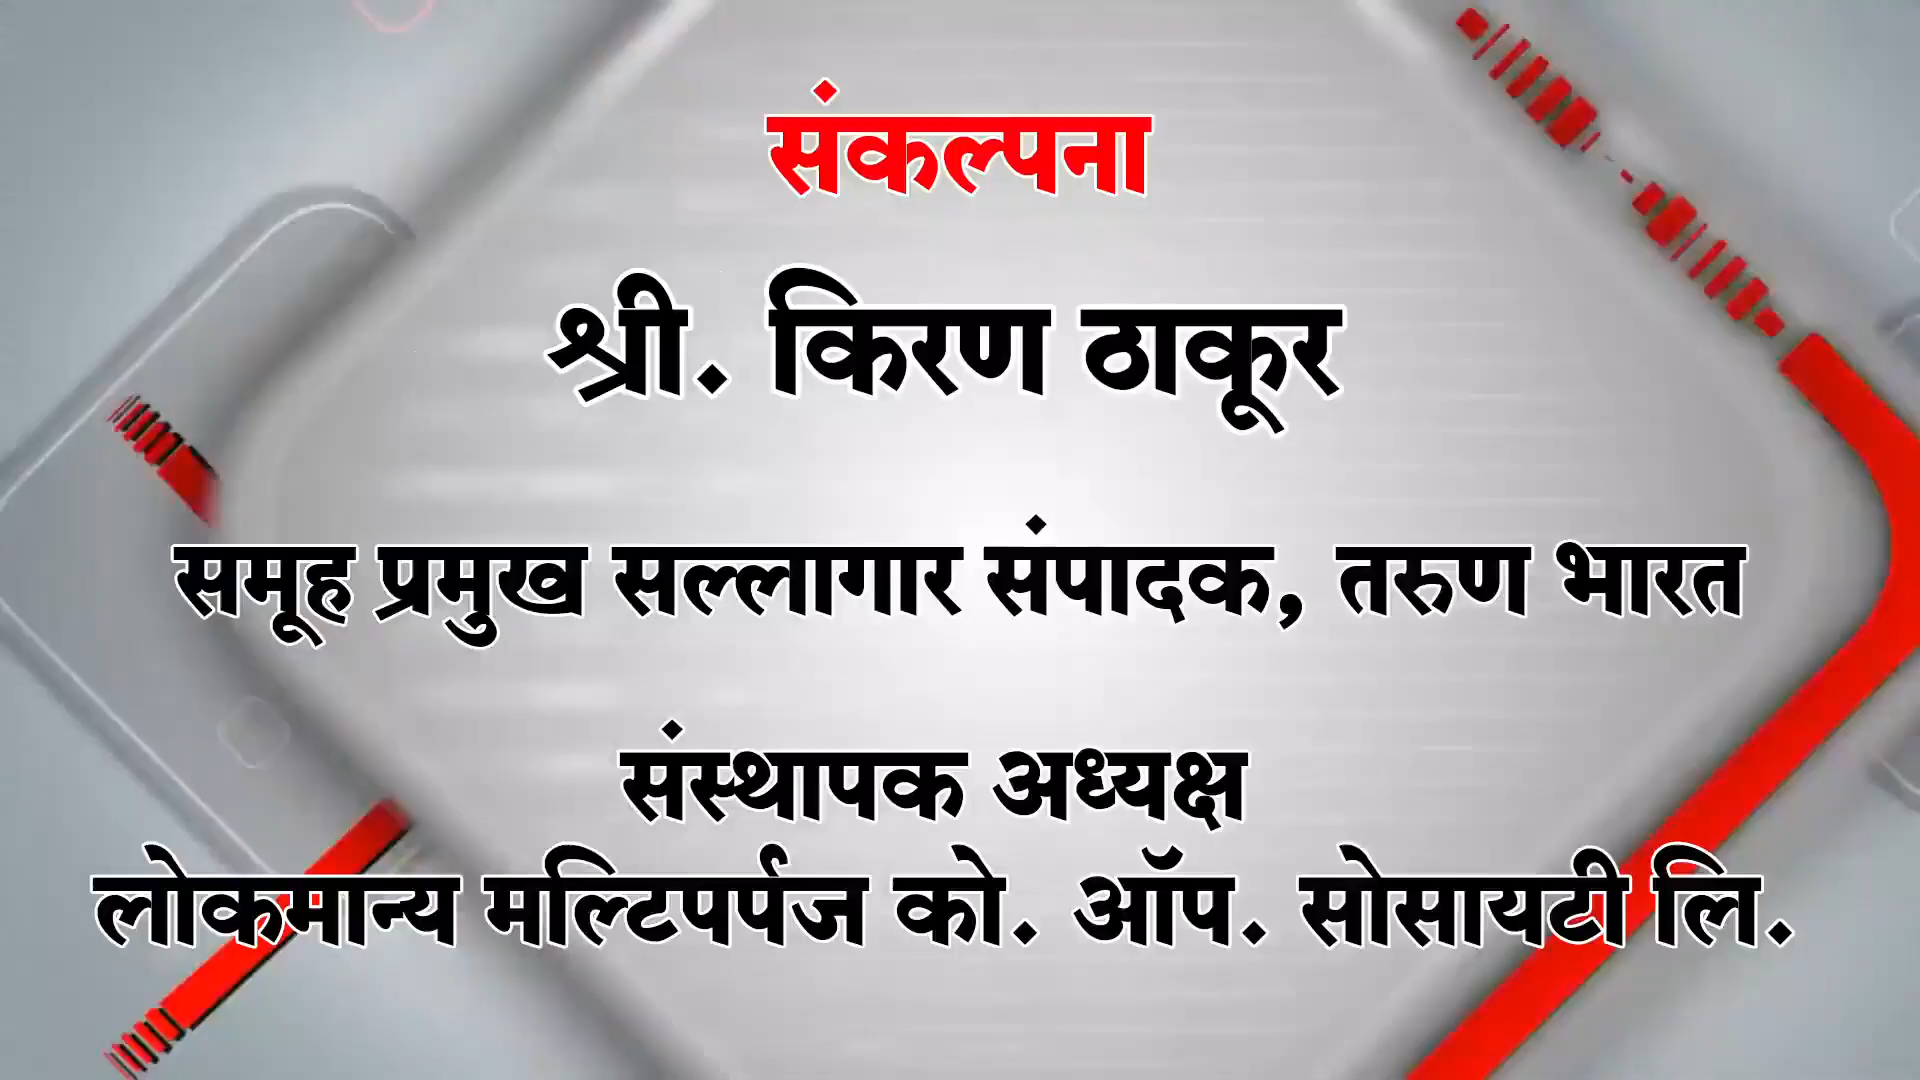 संकल्पना
श्री. किरण ठाकूर
समूह प्रमुख सल्लागार संपादक, तरुण भारत
संस्थापक अध्यक्ष
लोकमान्य मल्टिपर्पज को. ऑप. सोसायटी लि.